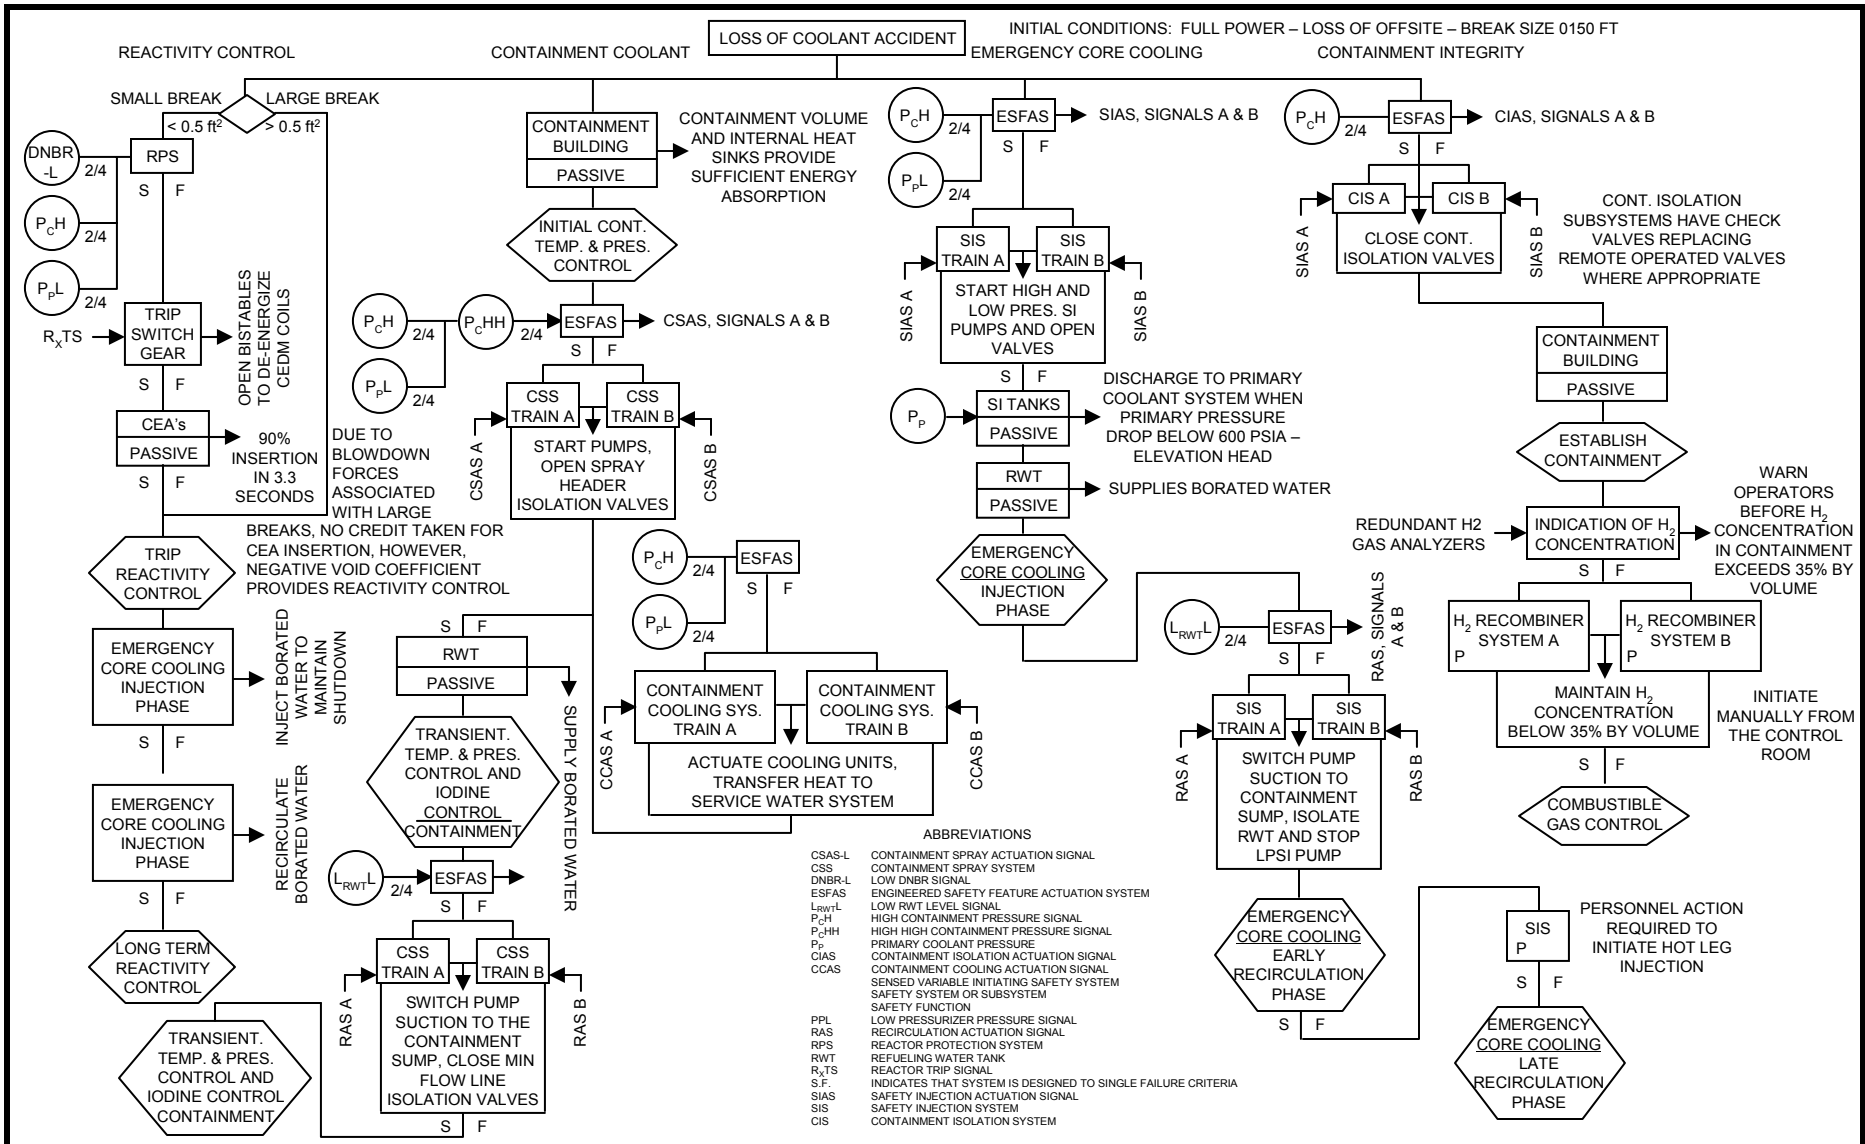 LOSS OF COOLANT ACCIDENT
INITIAL CONDITIONS: FULL POWER – LOSS OF OFFSITE – BREAK SIZE 0150 FT
REACTIVITY CONTROL
CONTAINMENT COOLANT
EMERGENCY CORE COOLING
CONTAINMENT INTEGRITY
SMALL BREAK
LARGE BREAK
< 0.5 ft²
> 0.5 ft²
DNBR
-L
2/4
RPS
S F
P_CH
2/4
P_PL
2/4
R_XTS
TRIP
SWITCH
GEAR
OPEN BISTABLES
TO DE-ENERGIZE
CEDM COILS
S F
CEA's
PASSIVE
90%
INSERTION
IN 3.3
SECONDS
S F
DUE TO
BLOWDOWN
FORCES
ASSOCIATED
WITH LARGE
BREAKS, NO CREDIT TAKEN FOR
CEA INSERTION, HOWEVER,
NEGATIVE VOID COEFFICIENT
PROVIDES REACTIVITY CONTROL
TRIP
REACTIVITY
CONTROL
EMERGENCY
CORE COOLING
INJECTION
PHASE
INJECT BORATED
WATER TO
MAINTAIN
SHUTDOWN
S F
EMERGENCY
CORE COOLING
INJECTION
PHASE
RECIRCULATE
BORATED WATER
S F
LONG TERM
REACTIVITY
CONTROL
CONTAINMENT
BUILDING
PASSIVE
CONTAINMENT VOLUME
AND INTERNAL HEAT
SINKS PROVIDE
SUFFICIENT ENERGY
ABSORPTION
INITIAL CONT.
TEMP. & PRES.
CONTROL
P_CH
2/4
P_CHH
2/4
P_PL
2/4
ESFAS
CSAS, SIGNALS A & B
S F
CSS
TRAIN A
CSS
TRAIN B
CSAS A
CSAS B
START PUMPS,
OPEN SPRAY
HEADER
ISOLATION VALVES
P_CH
2/4
P_PL
2/4
ESFAS
S F
CONTAINMENT
COOLING SYS.
TRAIN A
CONTAINMENT
COOLING SYS.
TRAIN B
CCAS A
CCAS B
ACTUATE COOLING UNITS,
TRANSFER HEAT TO
SERVICE WATER SYSTEM
S F
RWT
PASSIVE
SUPPLY BORATED WATER
TRANSIENT.
TEMP. & PRES.
CONTROL AND
IODINE
CONTROL
CONTAINMENT
L_RWTL
2/4
ESFAS
S F
CSS
TRAIN A
CSS
TRAIN B
RAS A
RAS B
SWITCH PUMP
SUCTION TO THE
CONTAINMENT
SUMP, CLOSE MIN
FLOW LINE
ISOLATION VALVES
S F
TRANSIENT.
TEMP. & PRES.
CONTROL AND
IODINE CONTROL
CONTAINMENT
P_CH
2/4
P_PL
2/4
ESFAS
SIAS, SIGNALS A & B
S F
SIS
TRAIN A
SIS
TRAIN B
SIAS A
SIAS B
START HIGH AND
LOW PRES. SI
PUMPS AND OPEN
VALVES
S F
P_P
SI TANKS
PASSIVE
DISCHARGE TO PRIMARY
COOLANT SYSTEM WHEN
PRIMARY PRESSURE
DROP BELOW 600 PSIA –
ELEVATION HEAD
RWT
PASSIVE
SUPPLIES BORATED WATER
EMERGENCY
CORE COOLING
INJECTION
PHASE
L_RWTL
2/4
ESFAS
RAS, SIGNALS
A & B
S F
SIS
TRAIN A
SIS
TRAIN B
RAS A
RAS B
SWITCH PUMP
SUCTION TO
CONTAINMENT
SUMP, ISOLATE
RWT AND STOP
LPSI PUMP
EMERGENCY
CORE COOLING
EARLY
RECIRCULATION
PHASE
S F
SIS
P
PERSONNEL ACTION
REQUIRED TO
INITIATE HOT LEG
INJECTION
S F
EMERGENCY
CORE COOLING
LATE
RECIRCULATION
PHASE
P_CH
2/4
ESFAS
CIAS, SIGNALS A & B
S F
CIS A
CIS B
SIAS A
SIAS B
CLOSE CONT.
ISOLATION VALVES
CONT. ISOLATION
SUBSYSTEMS HAVE CHECK
VALVES REPLACING
REMOTE OPERATED VALVES
WHERE APPROPRIATE
CONTAINMENT
BUILDING
PASSIVE
ESTABLISH
CONTAINMENT
REDUNDANT H2
GAS ANALYZERS
INDICATION OF H₂
CONCENTRATION
WARN
OPERATORS
BEFORE H₂
CONCENTRATION
IN CONTAINMENT
EXCEEDS 35% BY
VOLUME
S F
H₂ RECOMBINER
SYSTEM A
P
H₂ RECOMBINER
SYSTEM B
P
MAINTAIN H₂
CONCENTRATION
BELOW 35% BY VOLUME
INITIATE
MANUALLY FROM
THE CONTROL
ROOM
S F
COMBUSTIBLE
GAS CONTROL
ABBREVIATIONS
CSAS-L CONTAINMENT SPRAY ACTUATION SIGNAL
CSS CONTAINMENT SPRAY SYSTEM
DNBR-L LOW DNBR SIGNAL
ESFAS ENGINEERED SAFETY FEATURE ACTUATION SYSTEM
L_RWTL LOW RWT LEVEL SIGNAL
P_CH HIGH CONTAINMENT PRESSURE SIGNAL
P_CHH HIGH HIGH CONTAINMENT PRESSURE SIGNAL
P_P PRIMARY COOLANT PRESSURE
CIAS CONTAINMENT ISOLATION ACTUATION SIGNAL
CCAS CONTAINMENT COOLING ACTUATION SIGNAL
SENSED VARIABLE INITIATING SAFETY SYSTEM
SAFETY SYSTEM OR SUBSYSTEM
SAFETY FUNCTION
PPL LOW PRESSURIZER PRESSURE SIGNAL
RAS RECIRCULATION ACTUATION SIGNAL
RPS REACTOR PROTECTION SYSTEM
RWT REFUELING WATER TANK
R_XTS REACTOR TRIP SIGNAL
S.F. INDICATES THAT SYSTEM IS DESIGNED TO SINGLE FAILURE CRITERIA
SIAS SAFETY INJECTION ACTUATION SIGNAL
SIS SAFETY INJECTION SYSTEM
CIS CONTAINMENT ISOLATION SYSTEM